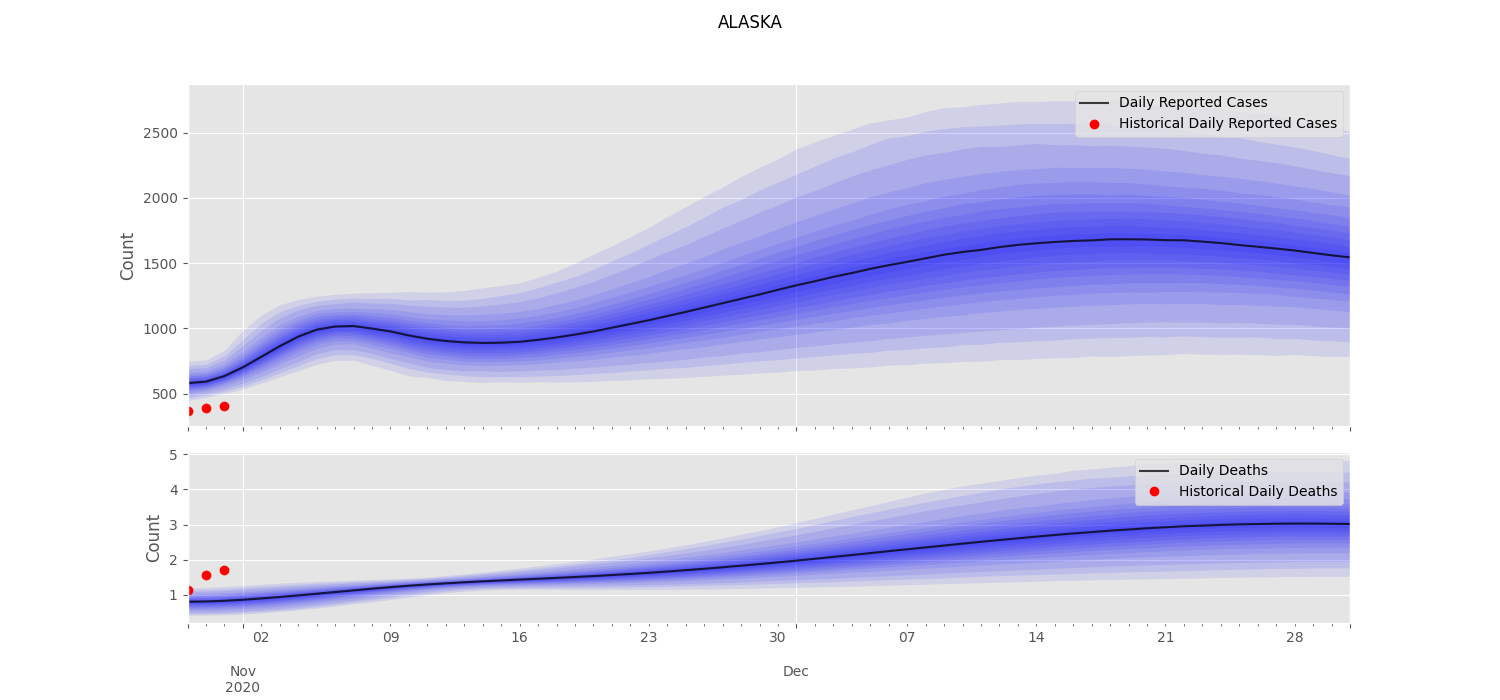 ALASKA
Count
2500
2000
1500
1000
500
Daily Reported Cases
Historical Daily Reported Cases
Count
5
4
3
2
1
Daily Deaths
Historical Daily Deaths
02 09 16 23 30 07 14 21 28
Nov Dec
2020